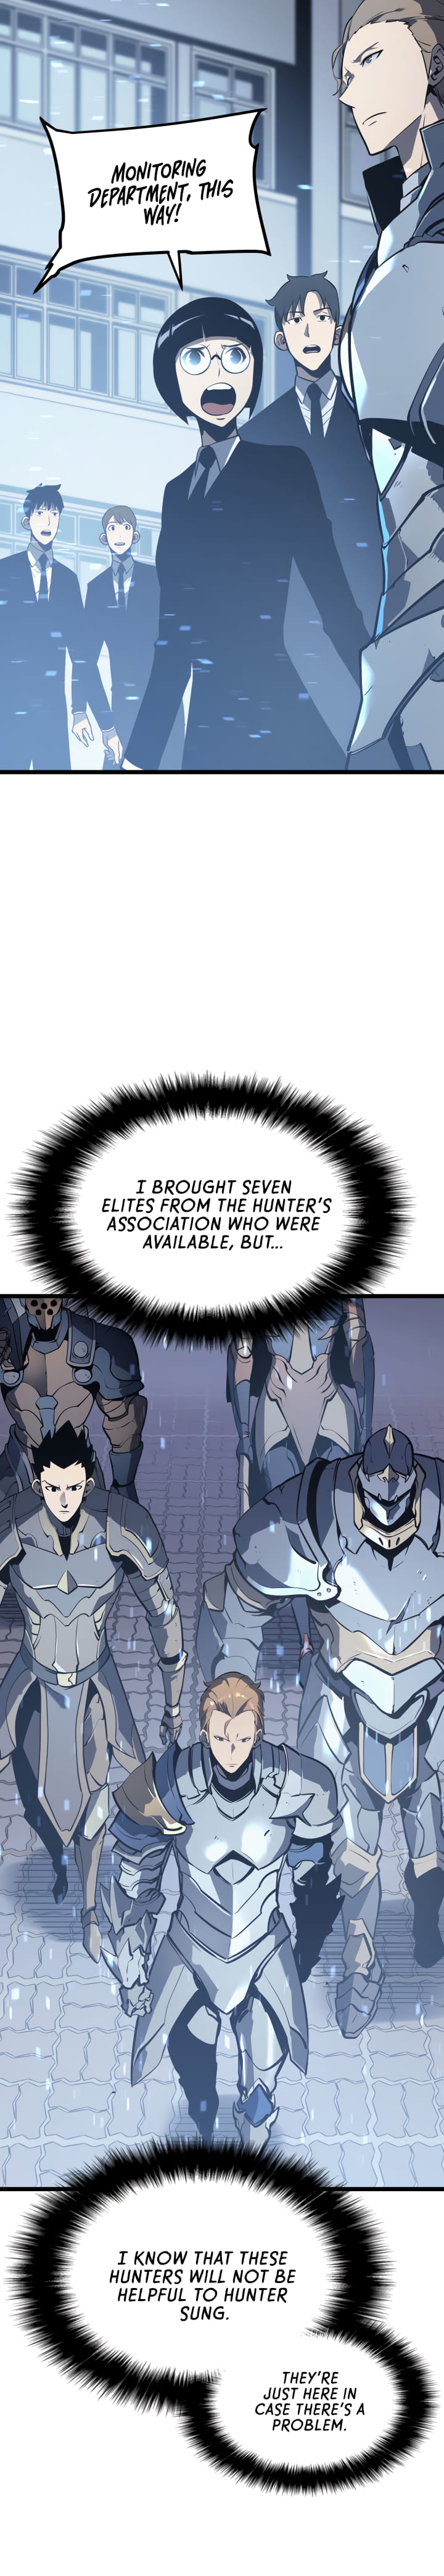 MONITORING
DEPARTMENT, THIS
WAY!
I BROUGHT SEVEN
ELITES FROM THE HUNTER'S
ASSOCIATION WHO WERE
AVAILABLE, BUT...
I KNOW THAT THESE
HUNTERS WILL NOT BE
HELPFUL TO HUNTER
SUNG.
THEY'RE
JUST HERE IN
CASE THERE'S A
PROBLEM.